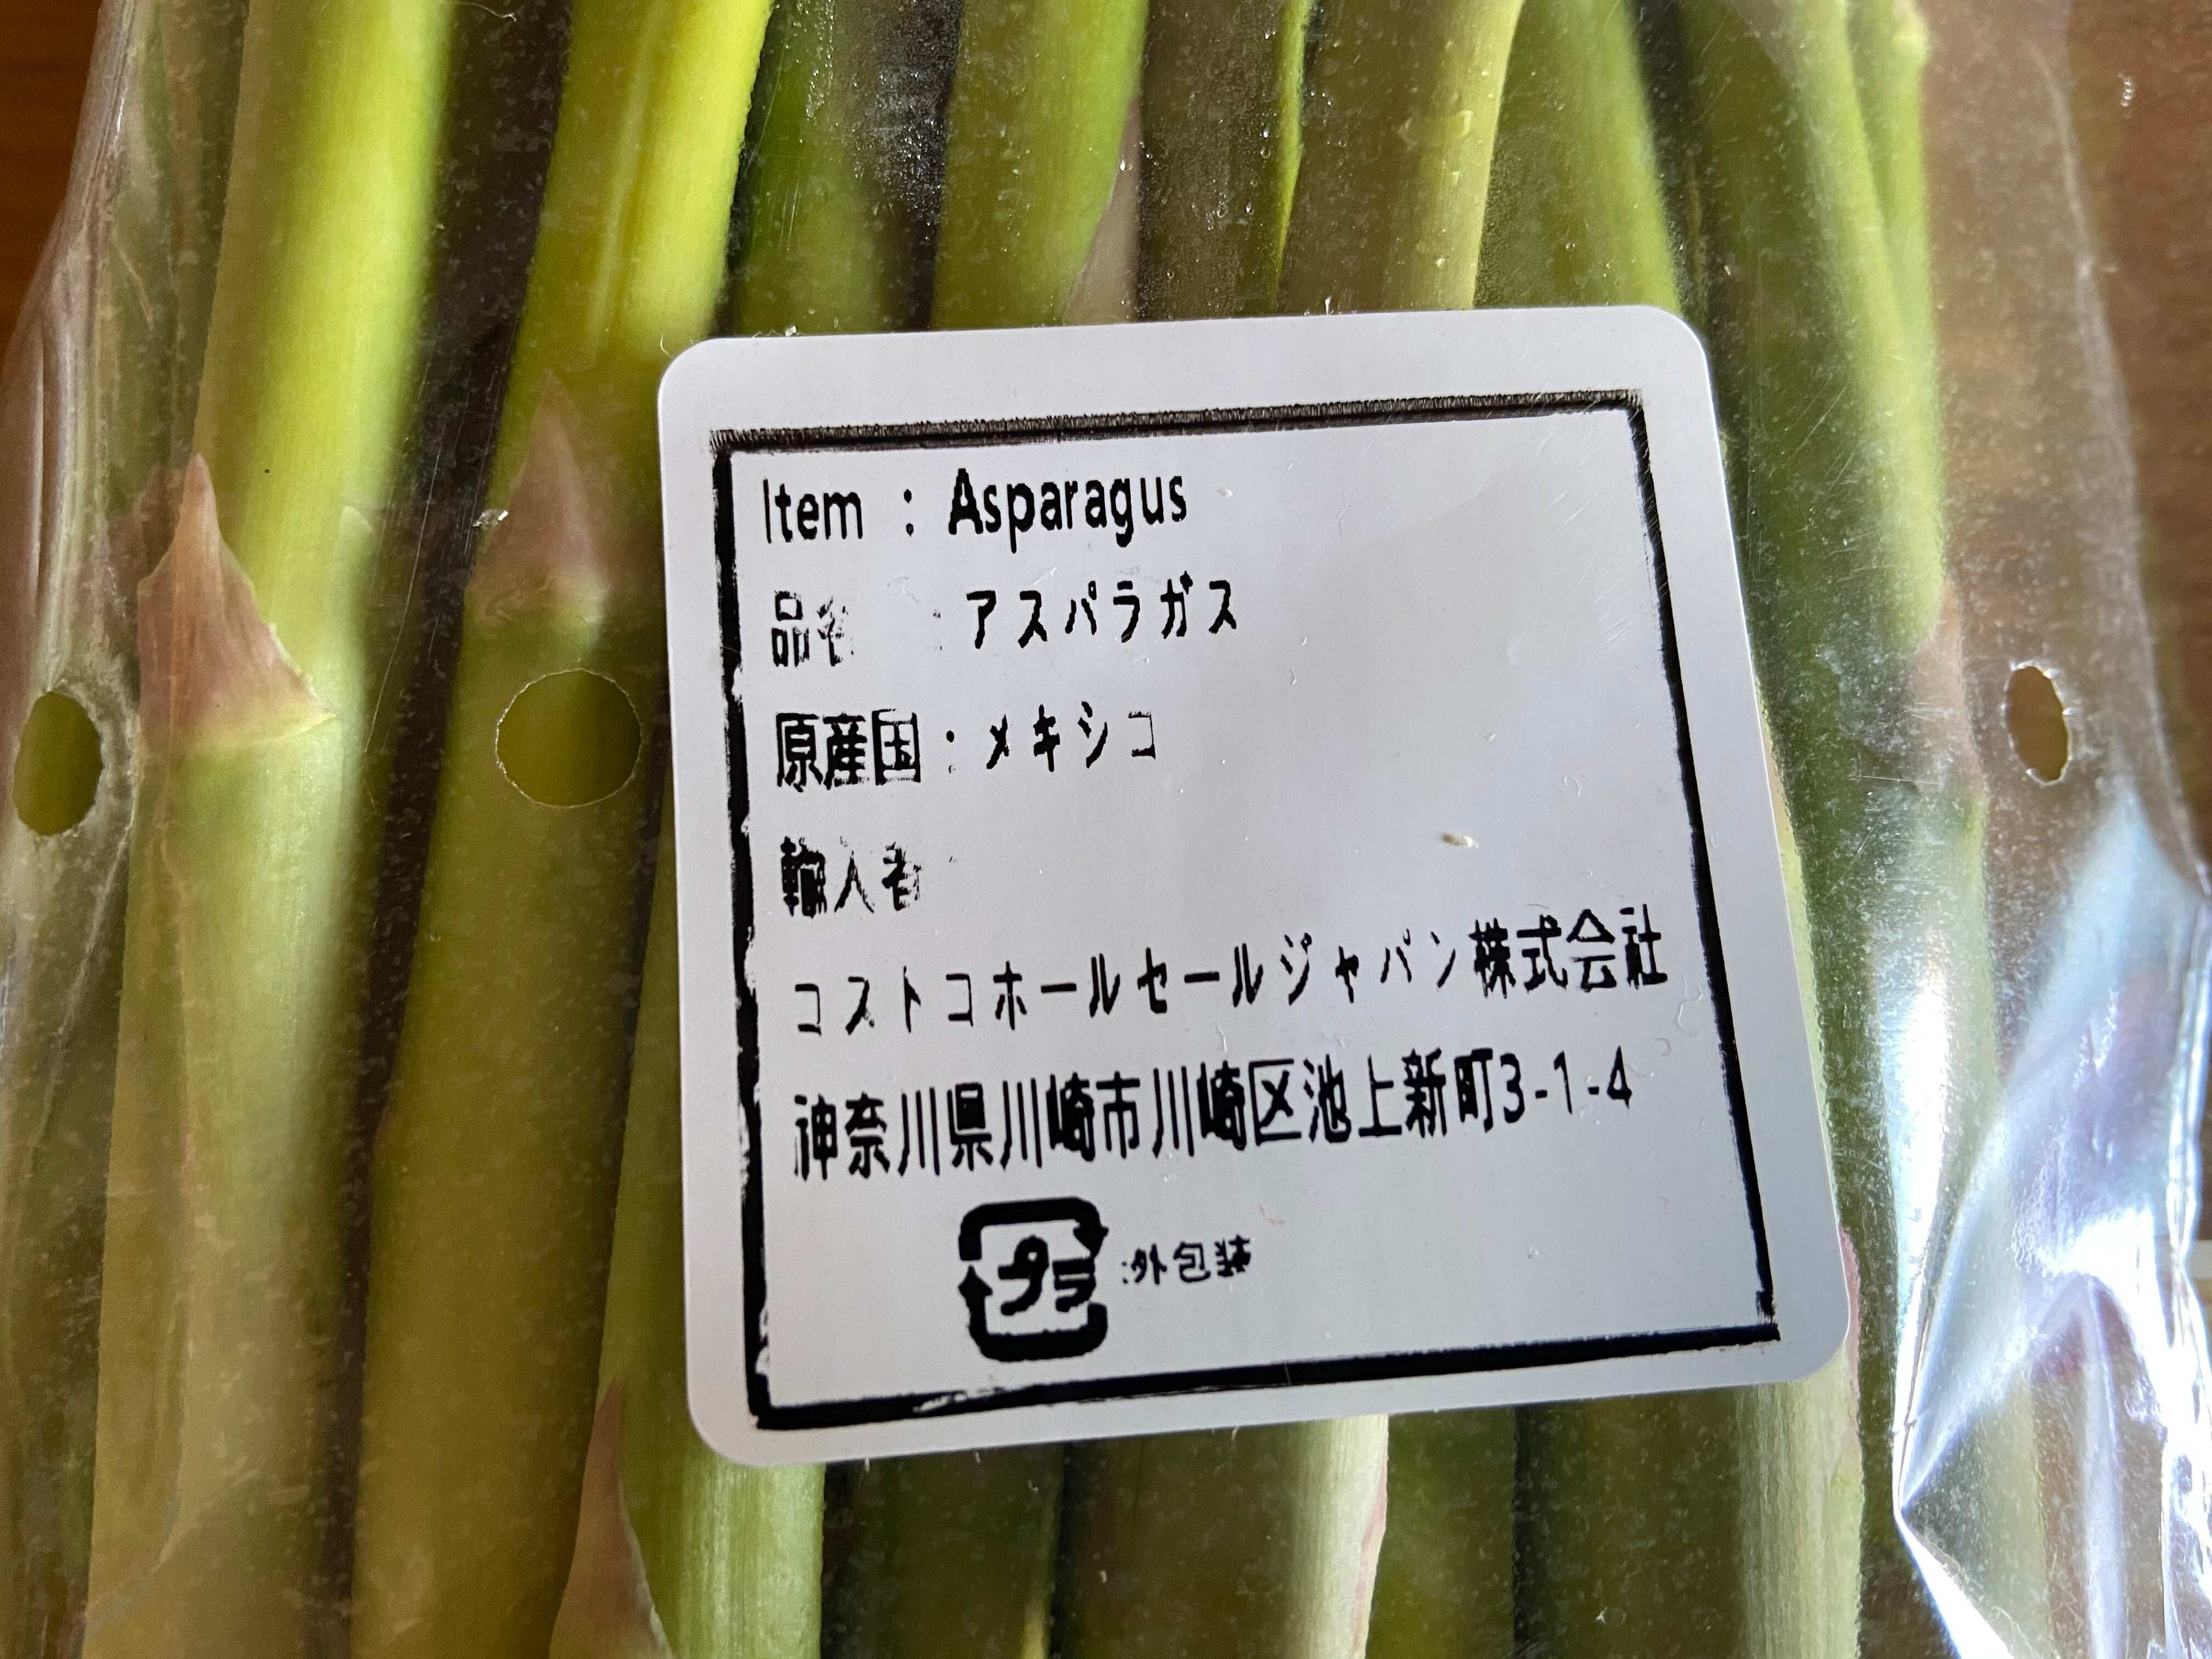 Item : Asparagus
品名 : アスパラガス
原産国 : メキシコ
輸入者
コストコホールセールジャパン株式会社
神奈川県川崎市川崎区池上新町3-1-4
プラ :外包装